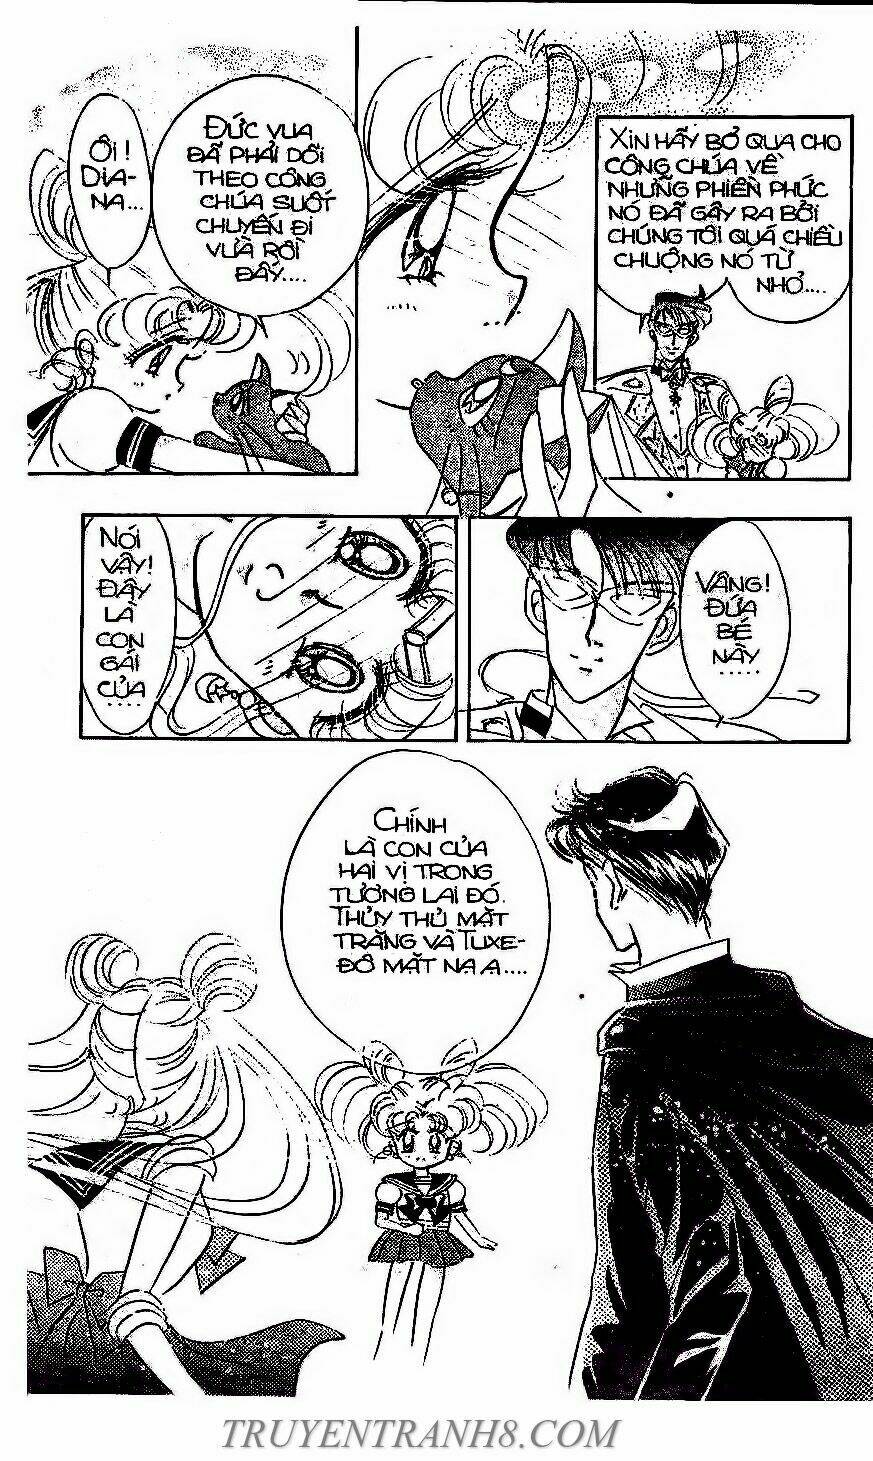 ÔI!
DIA-
NA...
ĐỨC VUA
ĐÃ PHẢI DÕI
THEO CÔNG
CHÚA SUỐT
CHUYẾN ĐI
VỪA RỒI
ĐẤY....
XIN HÃY BỎ QUA CHO
CÔNG CHÚA VỀ
NHỮNG PHIỀN PHỨC
NÓ ĐÃ GÂY RA BỞI
CHÚNG TÔI QUÁ CHIỀU
CHUỘNG NÓ TỪ
NHỎ....
NÓI
VẬY!
ĐÂY
LÀ
CON
GÁI
CỦA
.....
VÂNG!
ĐỨA
BÉ
NÀY
.....
CHÍNH
LÀ CON CỦA
HAI VỊ TRONG
TƯƠNG LAI ĐÓ.
THỦY THỦ MẶT
TRĂNG VÀ TUXE-
ĐÔ MẶT NẠ Ạ....
TRUYENTRANH8.COM